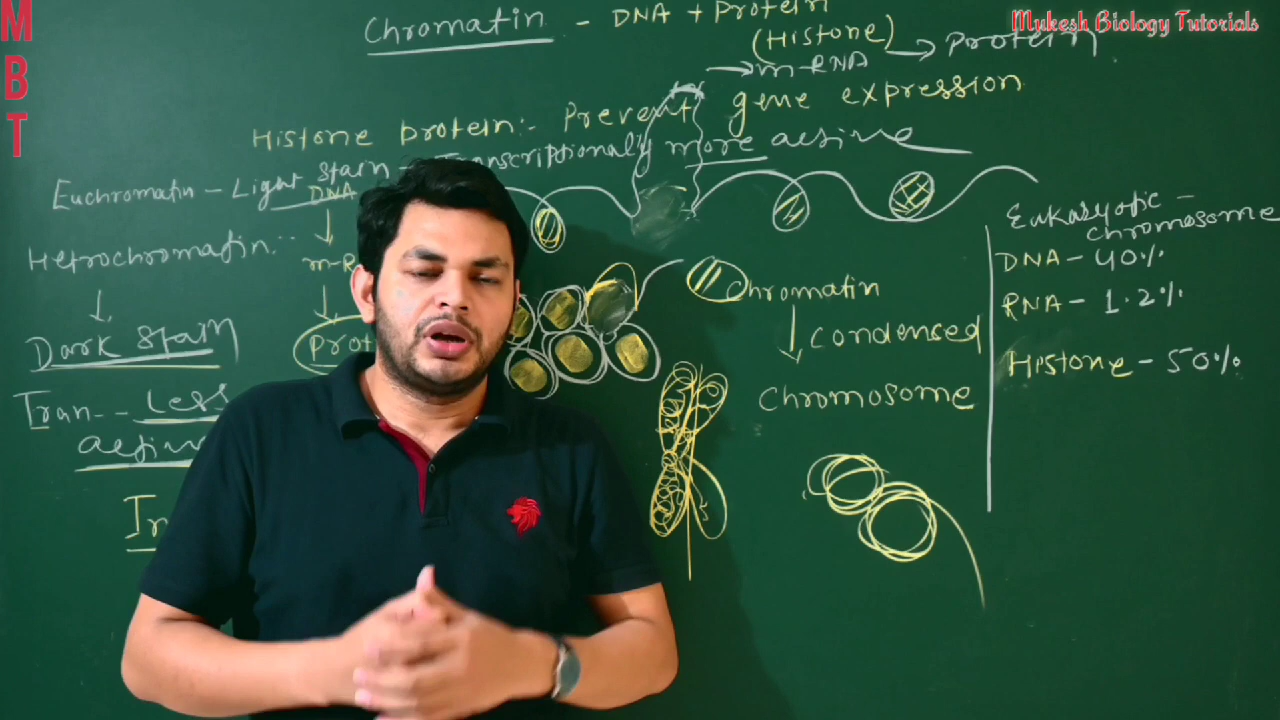 Mukesh Biology Tutorials
M
B
T
Chromatin - DNA + Protein
(Histone)
→ m-RNA → Protein
Histone protein:- Prevent gene expression
Euchromatin - Light stain - Transcriptionally more active
DNA
Hetrochromatin:-
↓
m-R
↓
Prot
↓
Dark stain
Tran-- Less
active
In
Chromatin
↓ Condensed
Chromosome
Eukaryotic -
chromosome
DNA - 40%
RNA - 1.2%
Histone - 50%